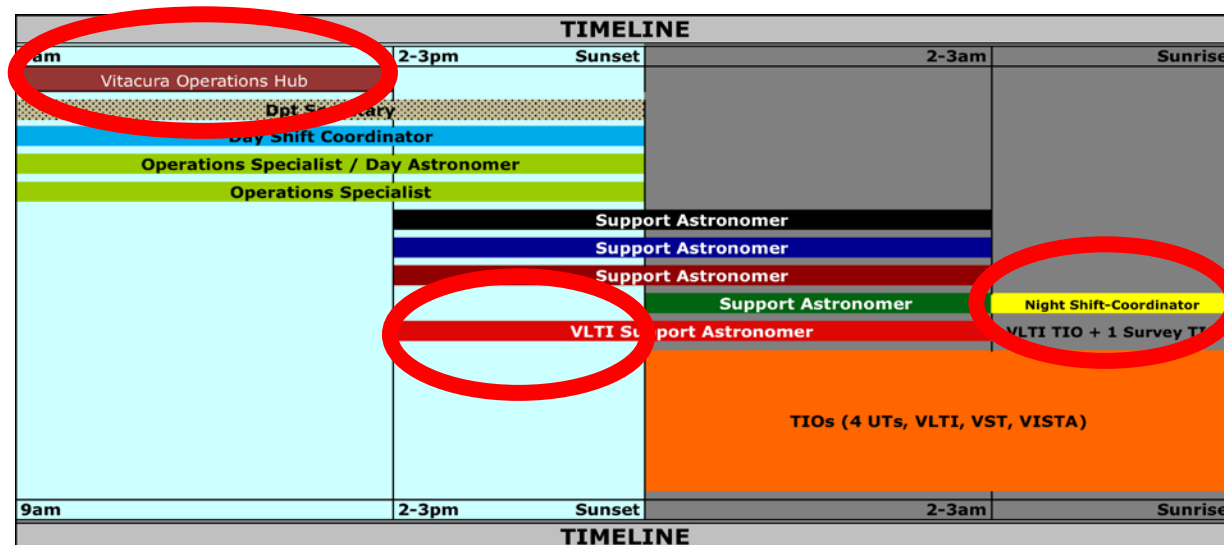 TIMELINE
am 2-3pm Sunset 2-3am Sunrise
Vitacura Operations Hub
Dpt
Day Shift Coordinator
Operations Specialist / Day Astronomer
Operations Specialist
Support Astronomer
Support Astronomer
Support Astronomer
Support Astronomer Night Shift-Coordinator
VLTI Support Astronomer VLTI TIO + 1 Survey
TIOs (4 UTs, VLTI, VST, VISTA)
9am 2-3pm Sunset 2-3am Sunrise
TIMELINE